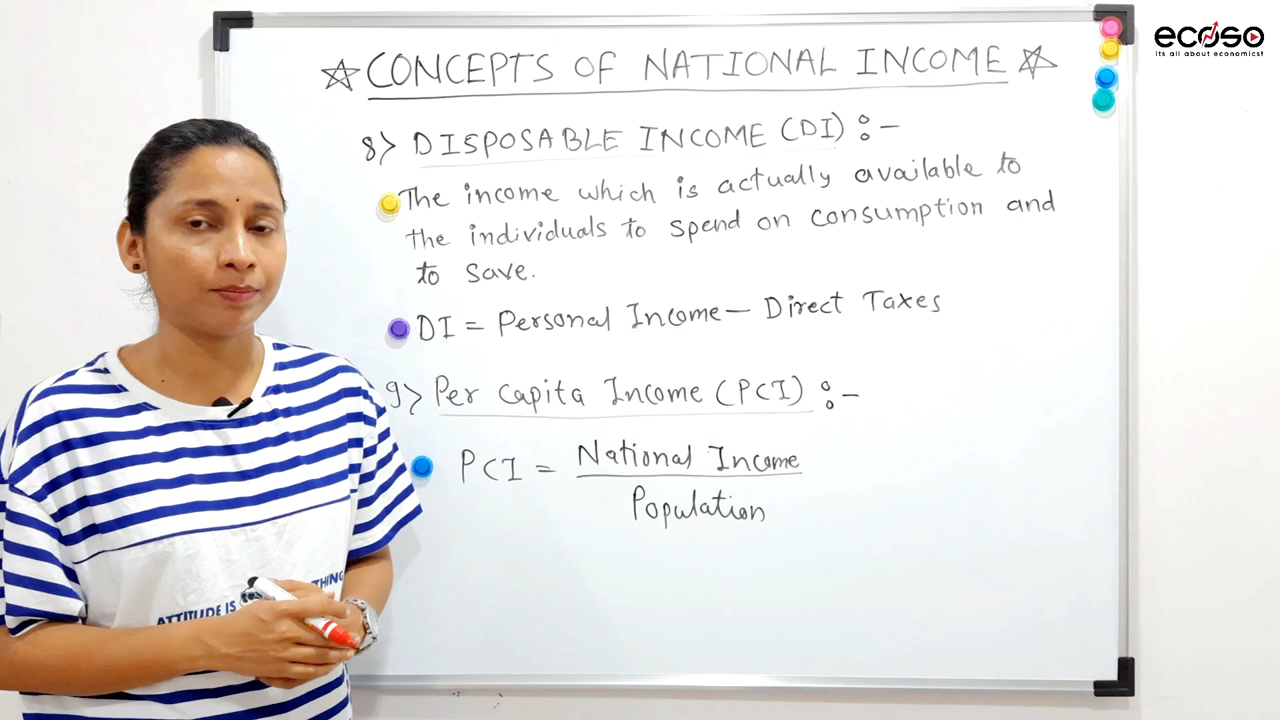 ecoso
its all about economics!
☆ CONCEPTS OF NATIONAL INCOME ☆
8> DISPOSABLE INCOME (DI) :-
The income which is actually available to
the individuals to spend on consumption and
to save.
DI = Personal Income - Direct Taxes
9> Per Capita Income (PCI) :-
PCI = National Income
Population
THING
ATTITUDE IS